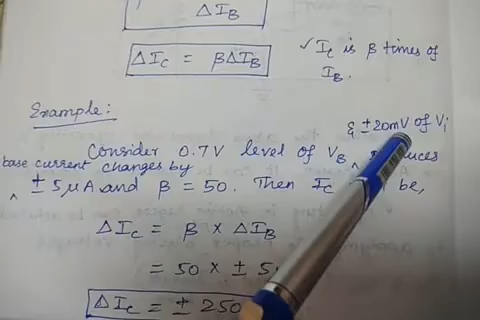 ΔI_B
ΔI_C = βΔI_B
✓ I_C is β times of
I_B.
Example:
& ±20mV of V_i
Consider 0.7V level of V_B
base current changes by
± 5μA and β = 50. Then I_C be,
ΔI_C = β × ΔI_B
= 50 × ± 5
ΔI_C = ± 250